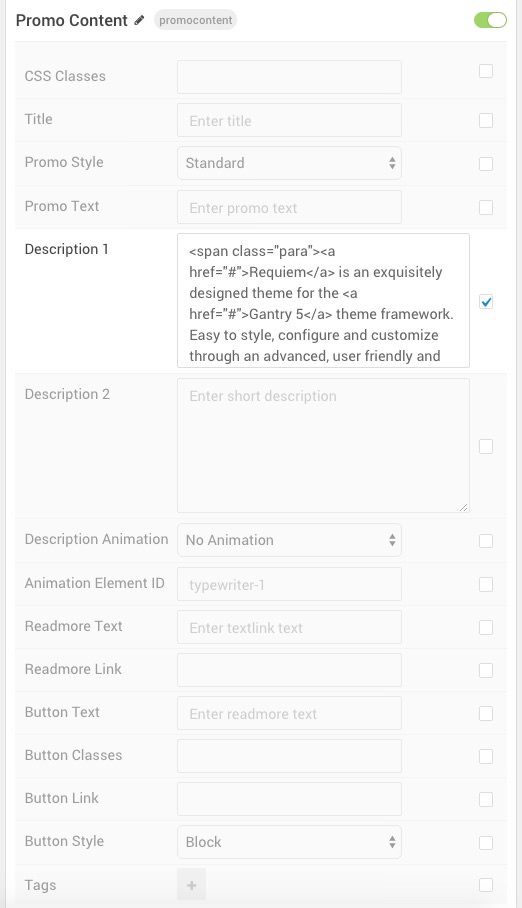 Promo Content promocontent
CSS Classes
Title Enter title
Promo Style Standard
Promo Text Enter promo text
Description 1
<span class="para"><a
href="#">Requiem</a> is an exquisitely
designed theme for the <a
href="#">Gantry 5</a> theme framework.
Easy to style, configure and customize
through an advanced, user friendly and
Description 2 Enter short description
Description Animation No Animation
Animation Element ID typewriter-1
Readmore Text Enter textlink text
Readmore Link
Button Text Enter readmore text
Button Classes
Button Link
Button Style Block
Tags +